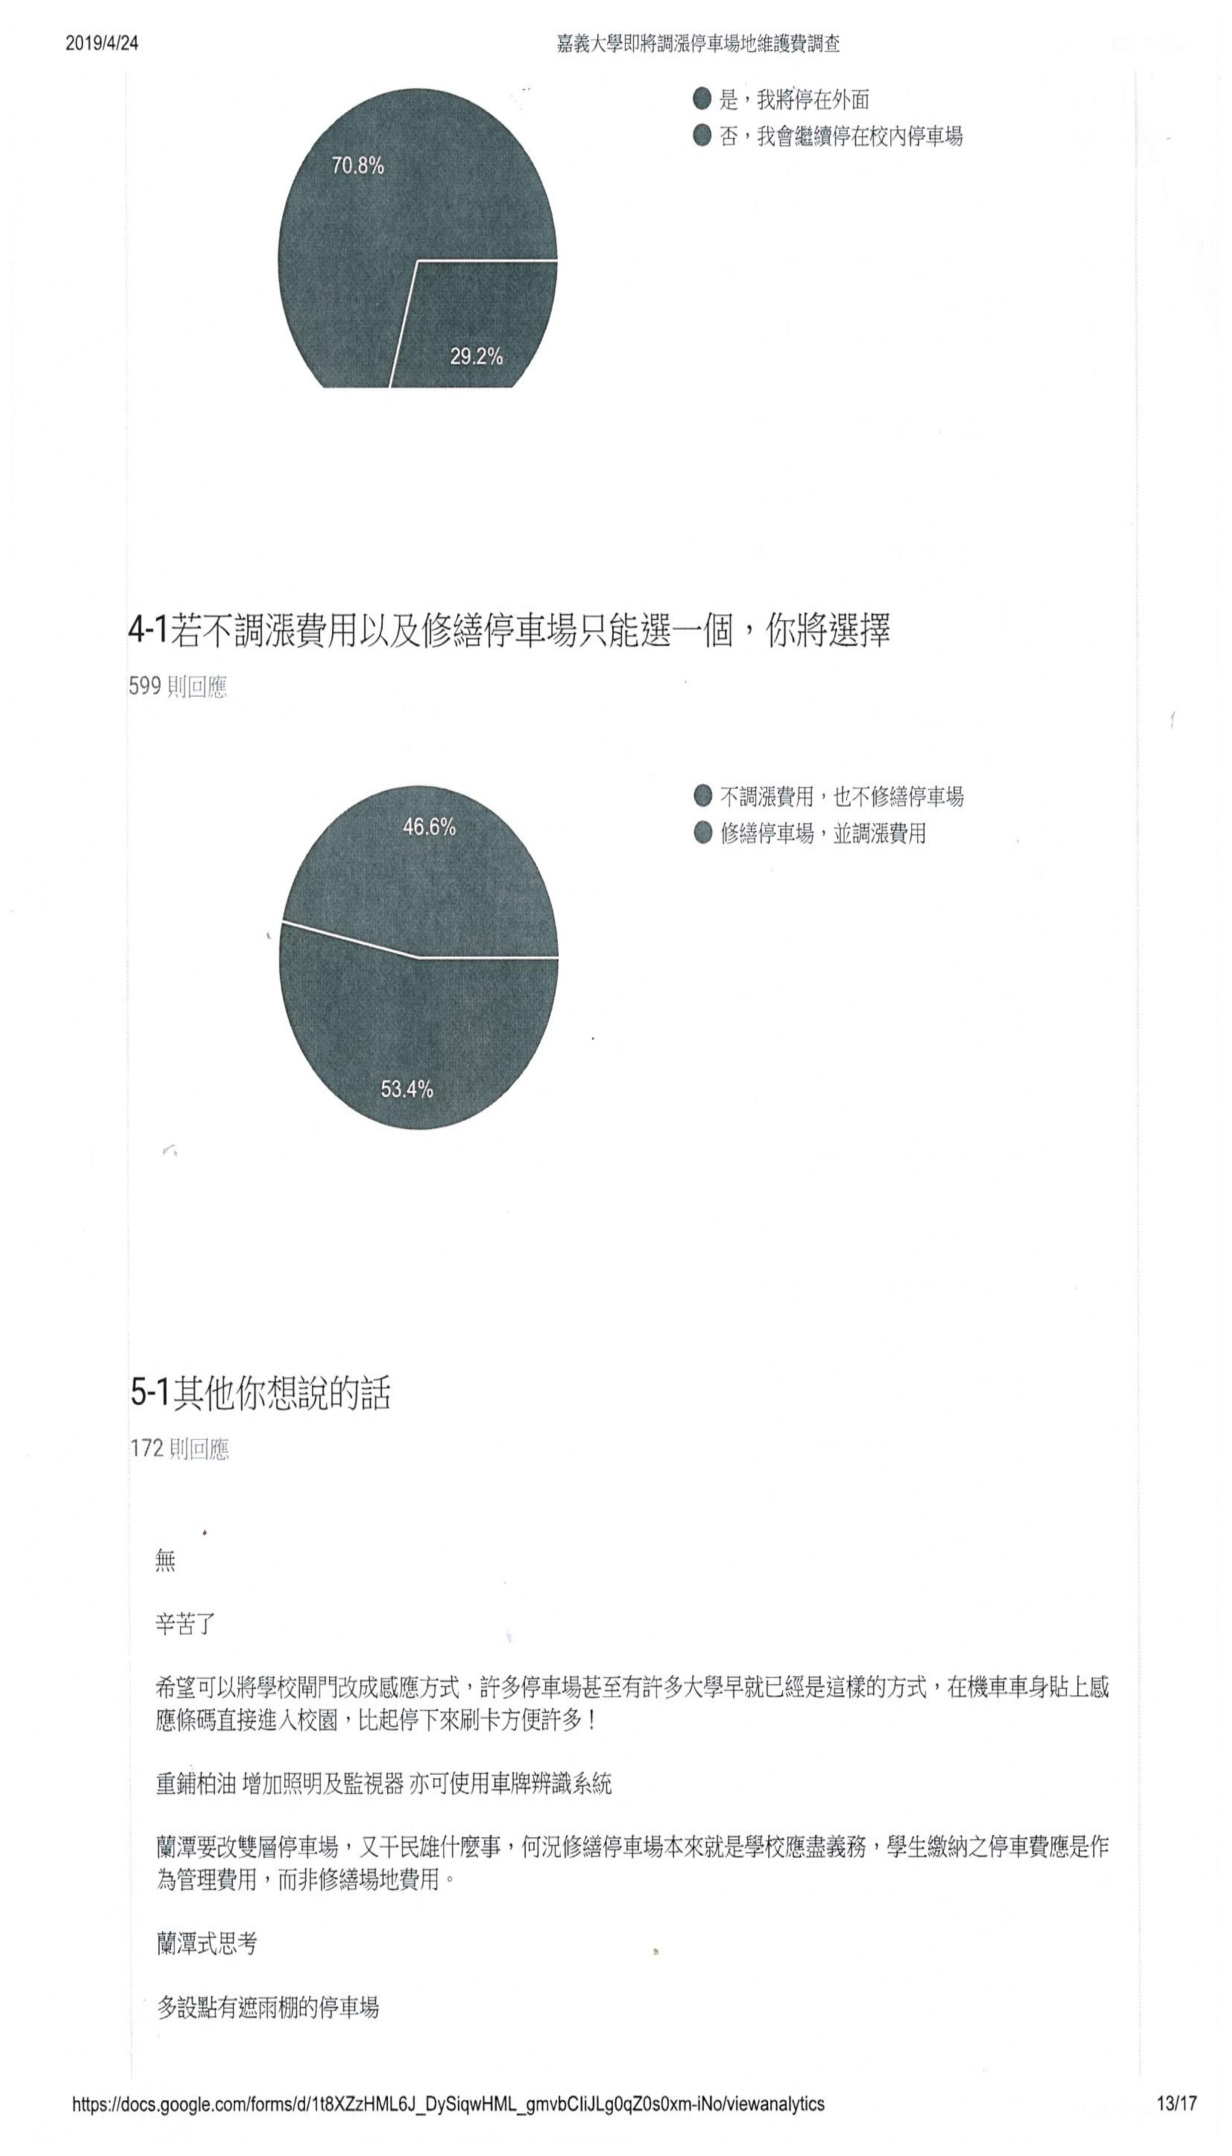 2019/4/24
嘉義大學即將調漲停車場地維護費調查
是，我將停在外面
否，我會繼續停在校內停車場
70.8%
29.2%
4-1若不調漲費用以及修繕停車場只能選一個，你將選擇
599 則回應
不調漲費用，也不修繕停車場
修繕停車場，並調漲費用
46.6%
53.4%
5-1其他你想說的話
172 則回應
無
辛苦了
希望可以將學校閘門改成感應方式，許多停車場甚至有許多大學早就已經是這樣的方式，在機車車身貼上感
應條碼直接進入校園，比起停下來刷卡方便許多！
重鋪柏油 增加照明及監視器 亦可使用車牌辨識系統
蘭潭要改雙層停車場，又干民雄什麼事，何況修繕停車場本來就是學校應盡義務，學生繳納之停車費應是作
為管理費用，而非修繕場地費用。
蘭潭式思考
多設點有遮雨棚的停車場
https://docs.google.com/forms/d/1t8XZzHML6J_DySiqwHML_gmvbCIiJLg0qZ0s0xm-iNo/viewanalytics
13/17